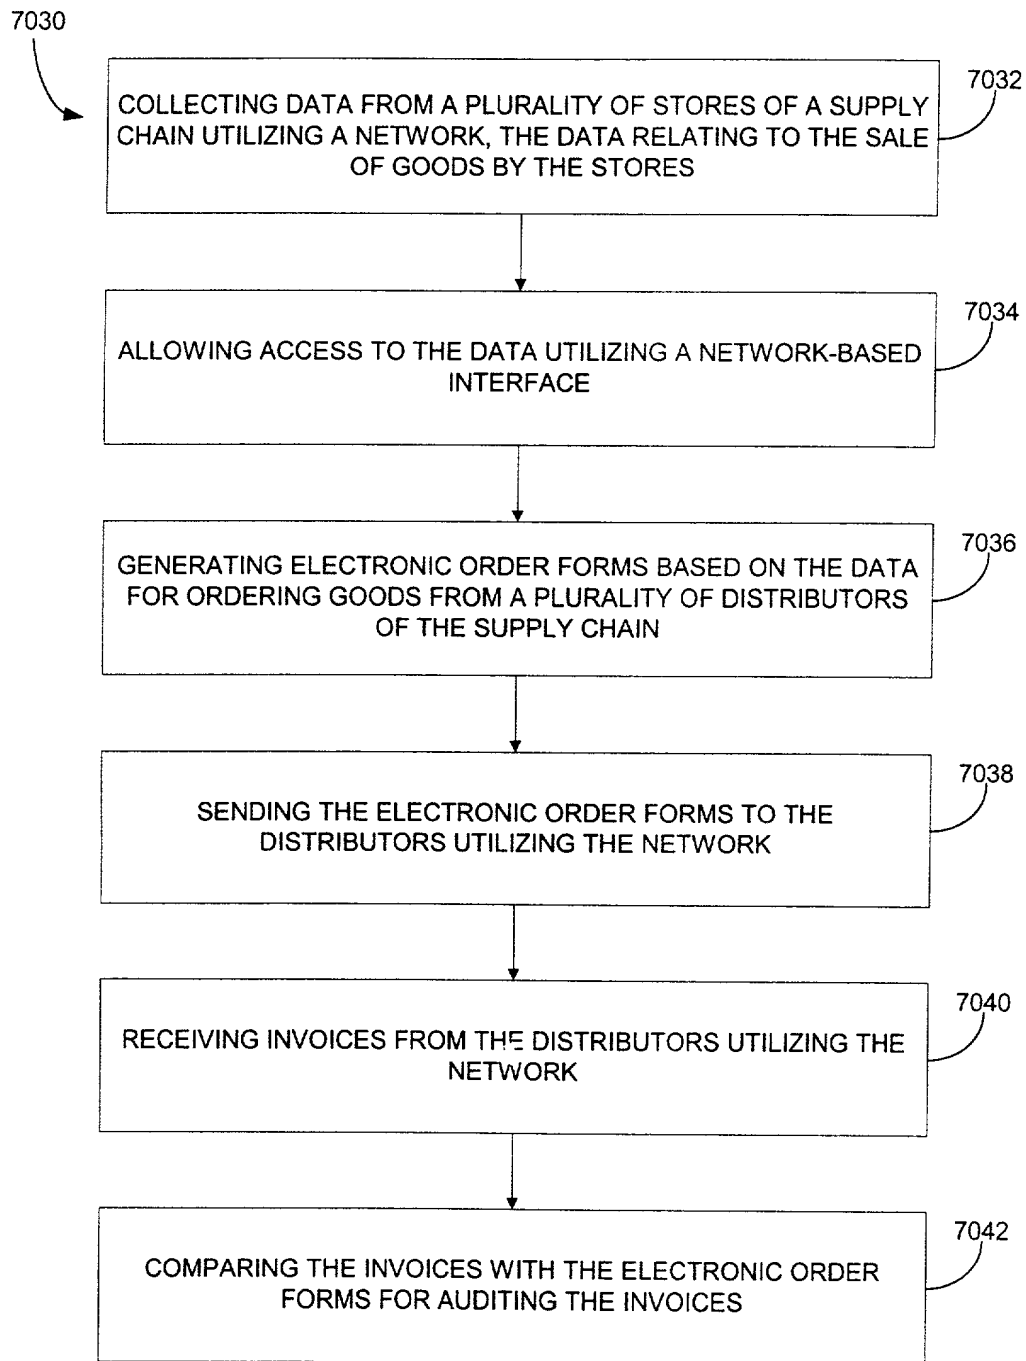 7030
7032
COLLECTING DATA FROM A PLURALITY OF STORES OF A SUPPLY
CHAIN UTILIZING A NETWORK, THE DATA RELATING TO THE SALE
OF GOODS BY THE STORES
7034
ALLOWING ACCESS TO THE DATA UTILIZING A NETWORK-BASED
INTERFACE
7036
GENERATING ELECTRONIC ORDER FORMS BASED ON THE DATA
FOR ORDERING GOODS FROM A PLURALITY OF DISTRIBUTORS
OF THE SUPPLY CHAIN
7038
SENDING THE ELECTRONIC ORDER FORMS TO THE
DISTRIBUTORS UTILIZING THE NETWORK
7040
RECEIVING INVOICES FROM THE DISTRIBUTORS UTILIZING THE
NETWORK
7042
COMPARING THE INVOICES WITH THE ELECTRONIC ORDER
FORMS FOR AUDITING THE INVOICES